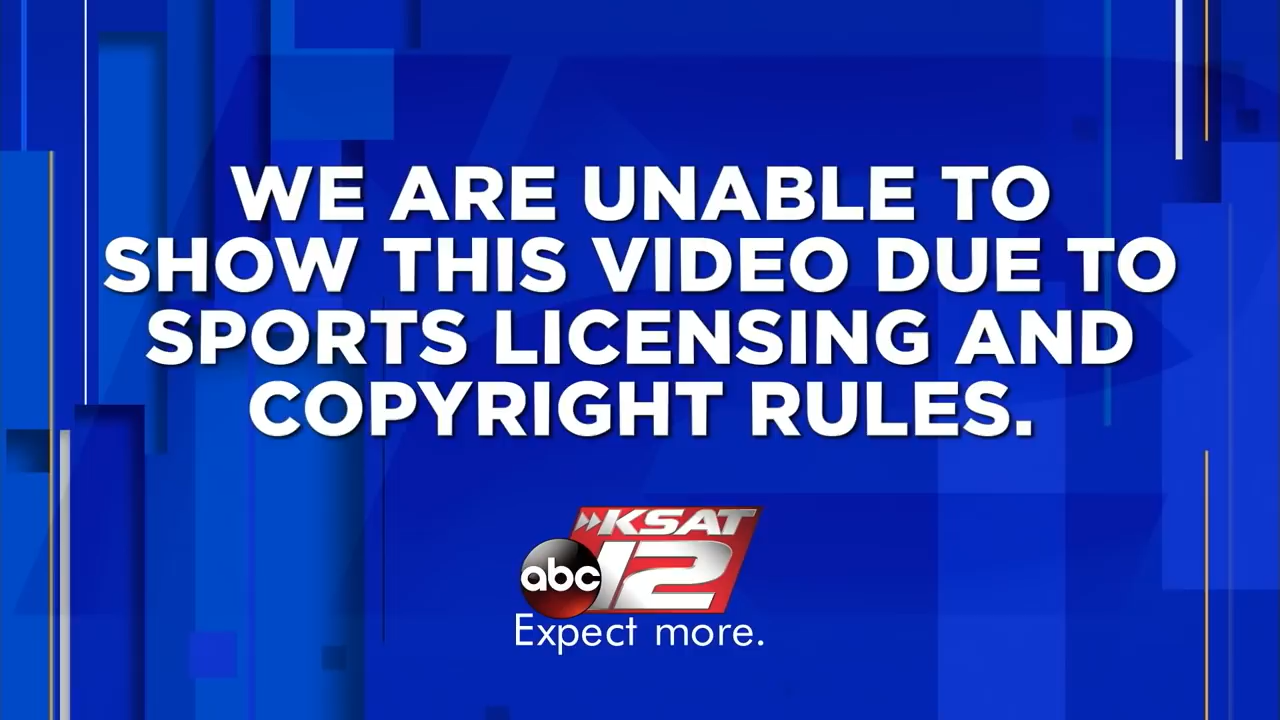 WE ARE UNABLE TO
SHOW THIS VIDEO DUE TO
SPORTS LICENSING AND
COPYRIGHT RULES.
KSAT
abc 12
Expect more.